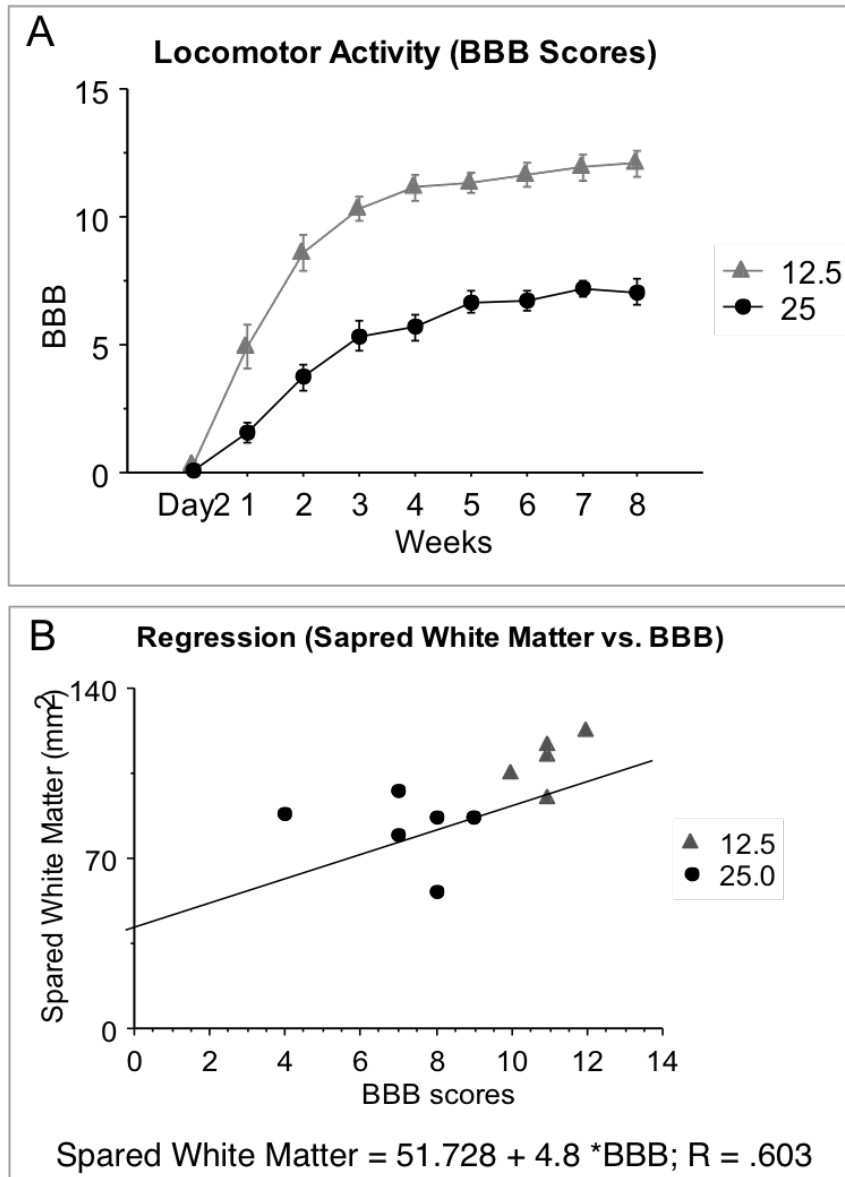 A
Locomotor Activity (BBB Scores)
15
10
5
0
BBB
Day2 1 2 3 4 5 6 7 8
Weeks
12.5
25
B
Regression (Sapred White Matter vs. BBB)
140
70
0
Spared White Matter (mm2)
0 2 4 6 8 10 12 14
BBB scores
12.5
25.0
Spared White Matter = 51.728 + 4.8 *BBB; R = .603